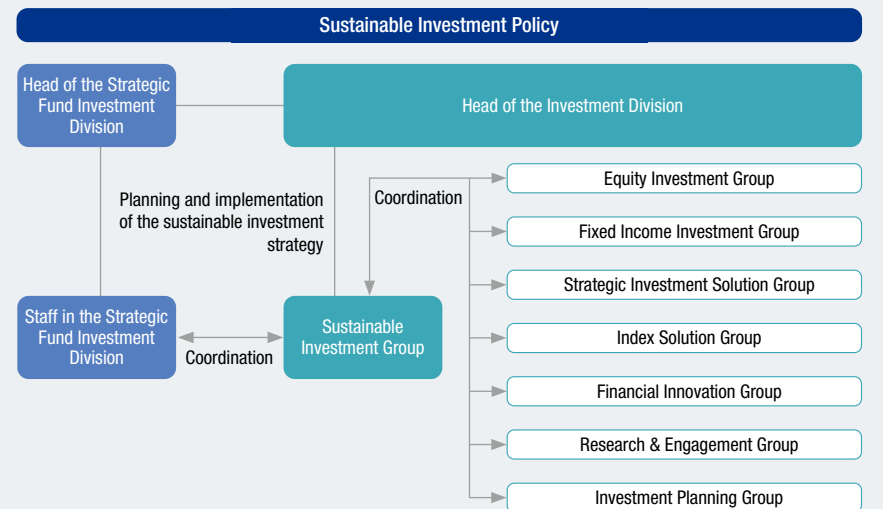 Sustainable Investment Policy
Head of the Strategic
Fund Investment
Division
Head of the Investment Division
Planning and implementation
of the sustainable investment
strategy
Coordination
Equity Investment Group
Fixed Income Investment Group
Strategic Investment Solution Group
Index Solution Group
Financial Innovation Group
Research & Engagement Group
Investment Planning Group
Staff in the Strategic
Fund Investment
Division
Coordination
Sustainable
Investment Group